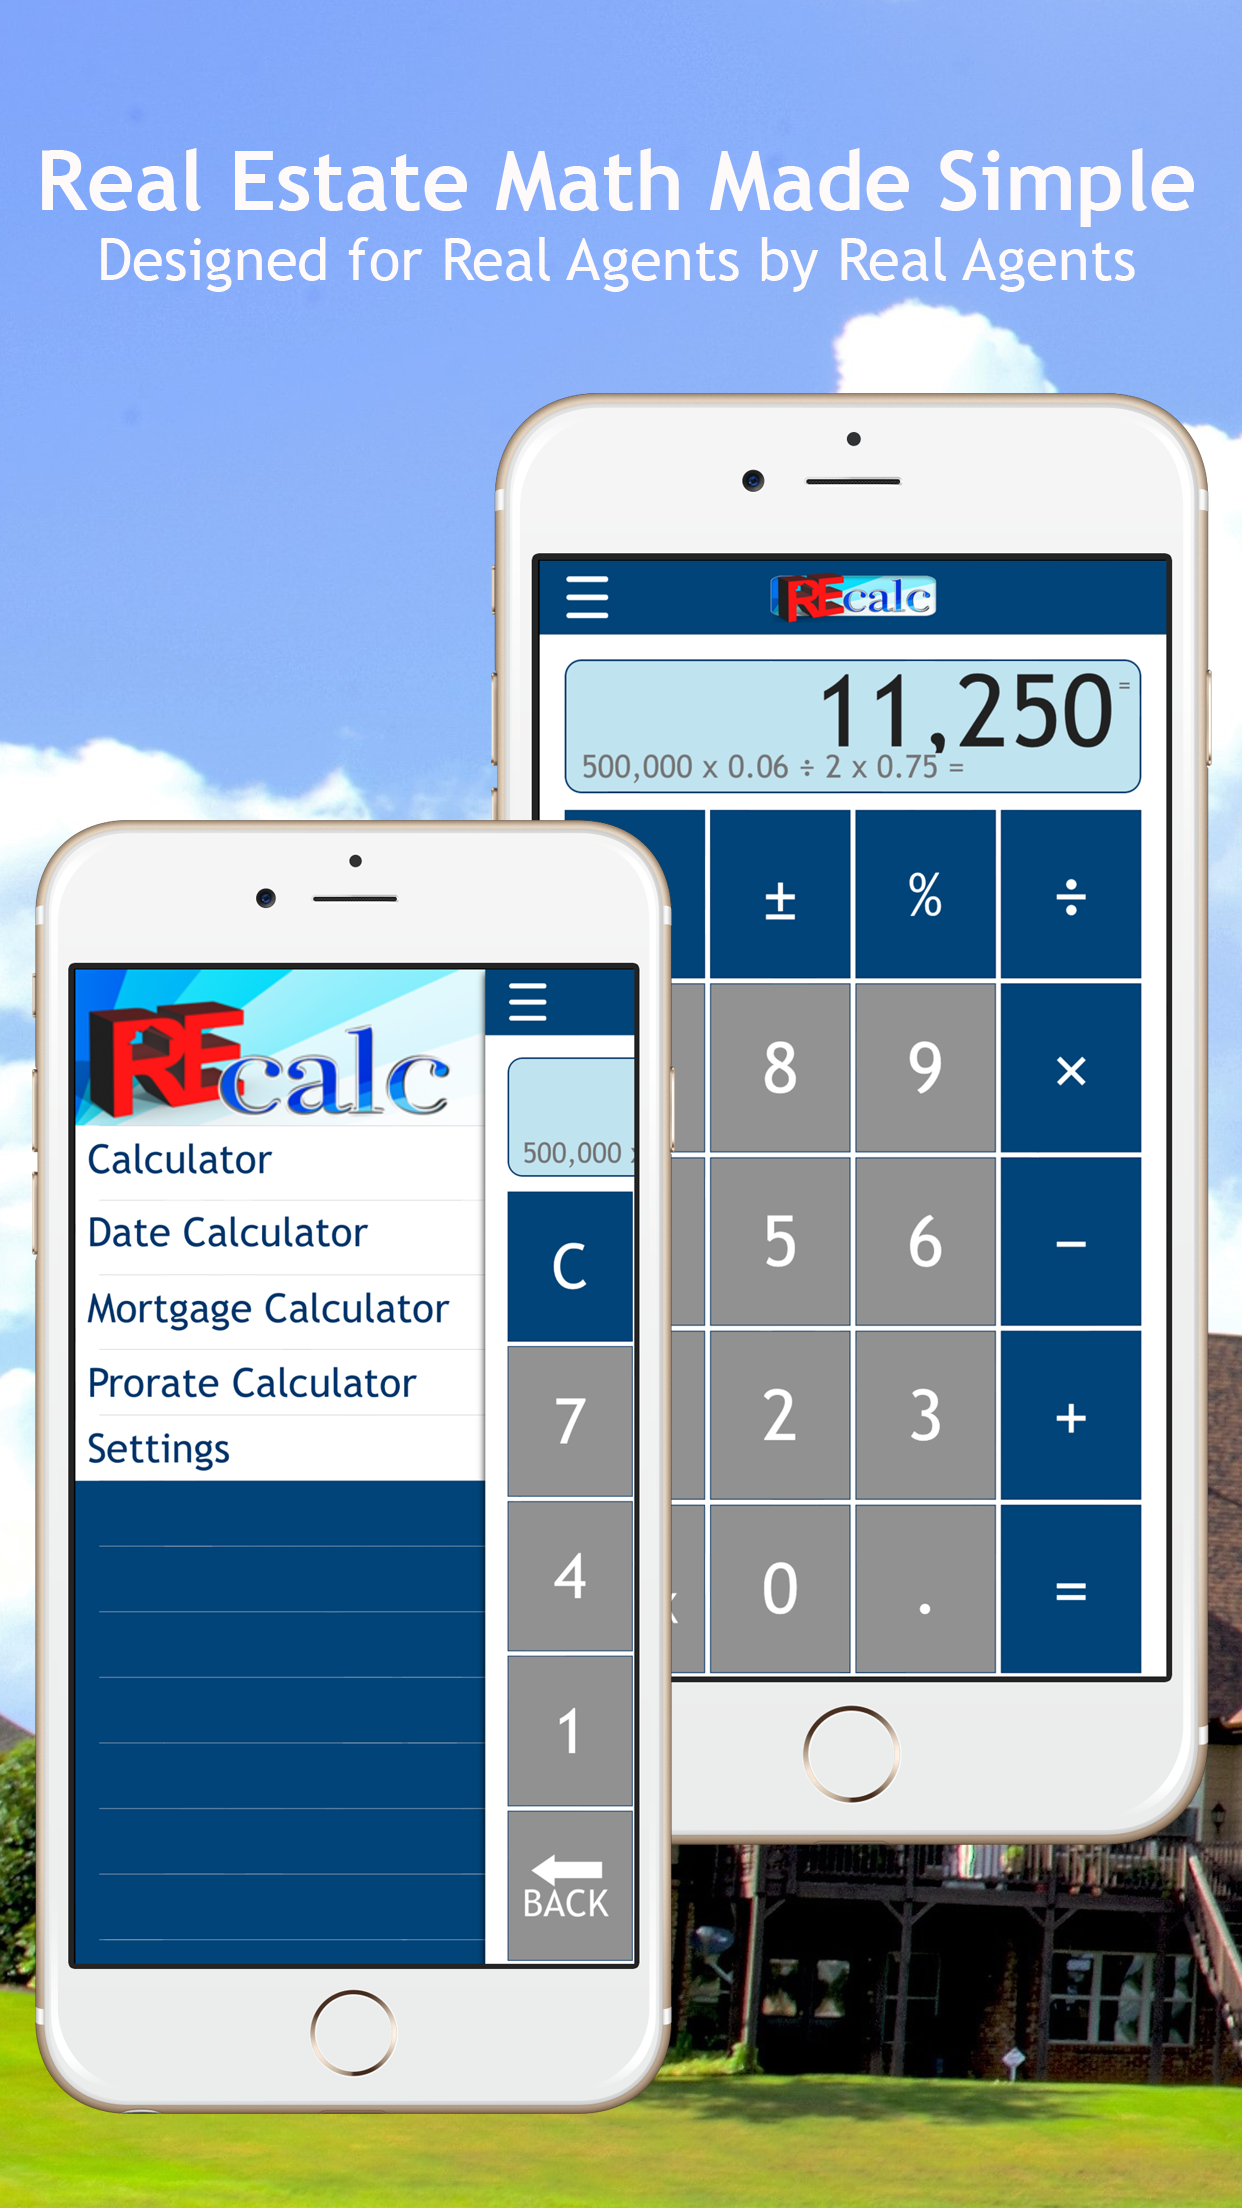 Real Estate Math Made Simple
Designed for Real Agents by Real Agents
REcalc
11,250 =
500,000 x 0.06 ÷ 2 x 0.75 =
± % ÷
8 9 ×
5 6 −
2 3 +
0 . =
REcalc
Calculator
Date Calculator
Mortgage Calculator
Prorate Calculator
Settings
500,000
C
7
4
1
BACK